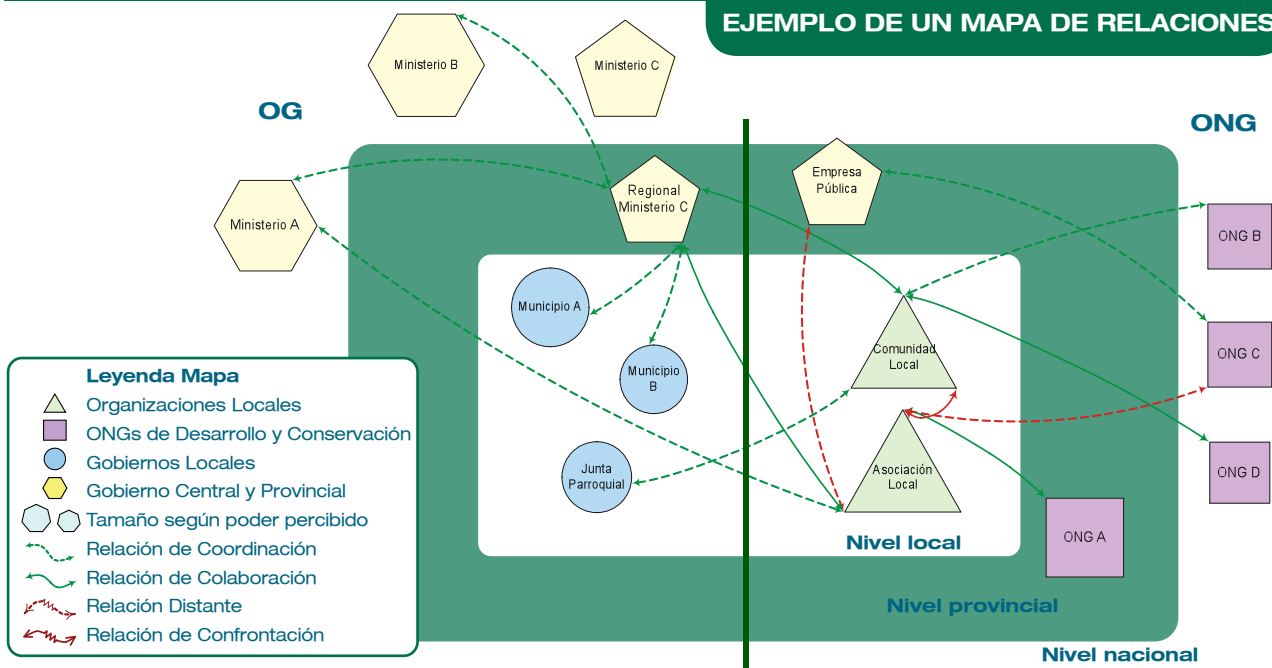 EJEMPLO DE UN MAPA DE RELACIONES
Ministerio B
Ministerio C
OG
ONG
Regional
Ministerio C
Empresa
Pública
Ministerio A
ONG B
Municipio A
Comunidad
Local
ONG C
Municipio
B
Junta
Parroquial
Asociación
Local
ONG D
ONG A
Nivel local
Nivel provincial
Nivel nacional
Leyenda Mapa
Organizaciones Locales
ONGs de Desarrollo y Conservación
Gobiernos Locales
Gobierno Central y Provincial
Tamaño según poder percibido
Relación de Coordinación
Relación de Colaboración
Relación Distante
Relación de Confrontación